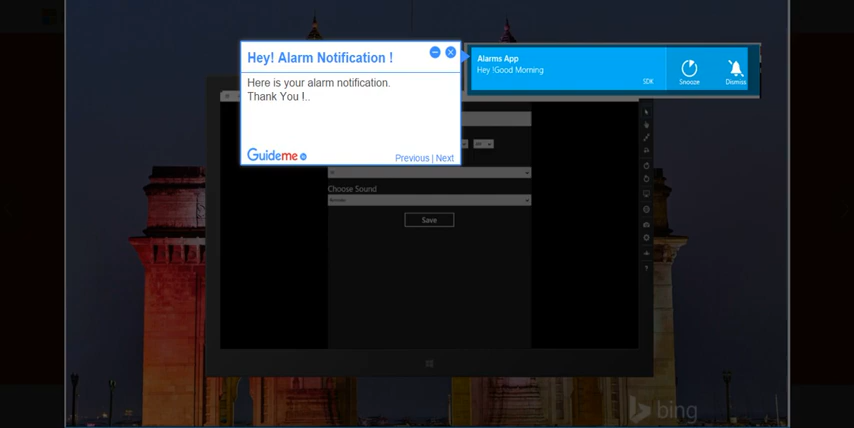 Hey! Alarm Notification !
Here is your alarm notification.
Thank You !..
Guideme
Previous | Next
Alarms App
Hey !Good Morning
SDK
Snooze
Dismiss
Choose Sound
Save
bing